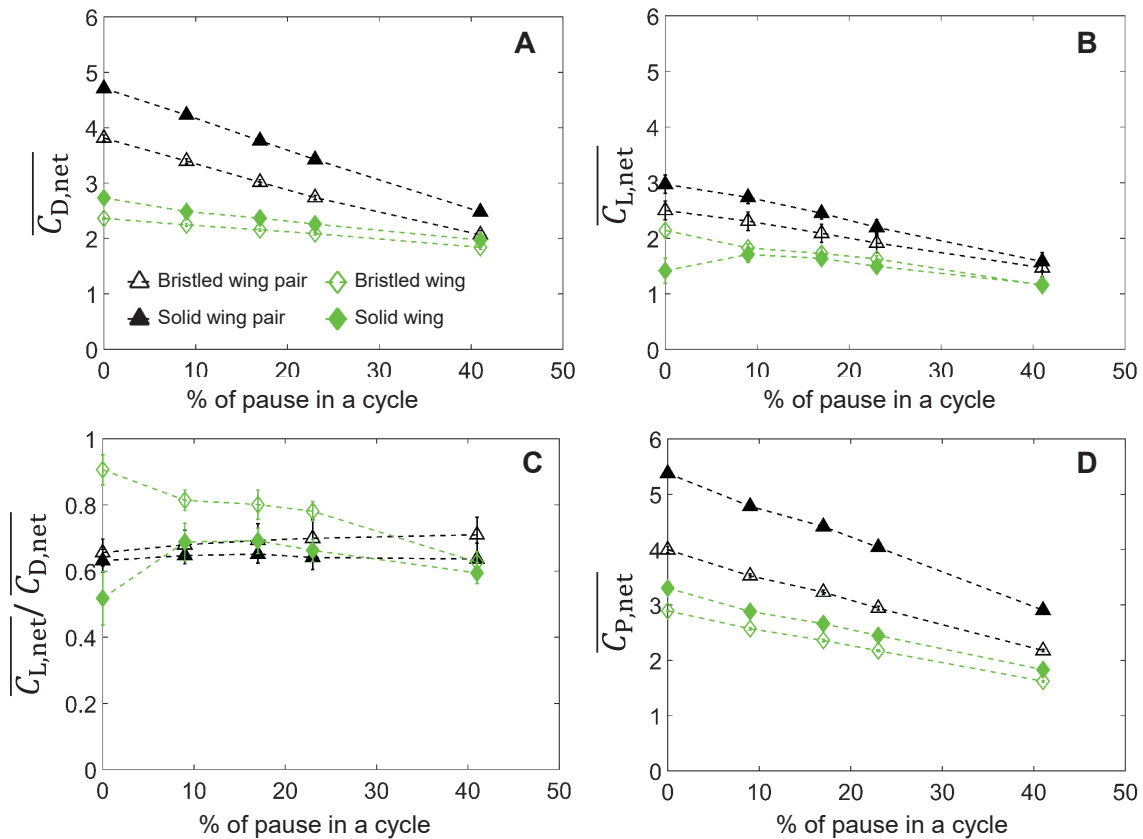 A
6
5
4
3
2
1
0
C̅D,net
Bristled wing pair
Bristled wing
Solid wing pair
Solid wing
0 10 20 30 40 50
% of pause in a cycle
B
6
5
4
3
2
1
0
C̅L,net
0 10 20 30 40 50
% of pause in a cycle
C
1
0.8
0.6
0.4
0.2
0
C̅L,net / C̅D,net
0 10 20 30 40 50
% of pause in a cycle
D
6
5
4
3
2
1
0
C̅P,net
0 10 20 30 40 50
% of pause in a cycle